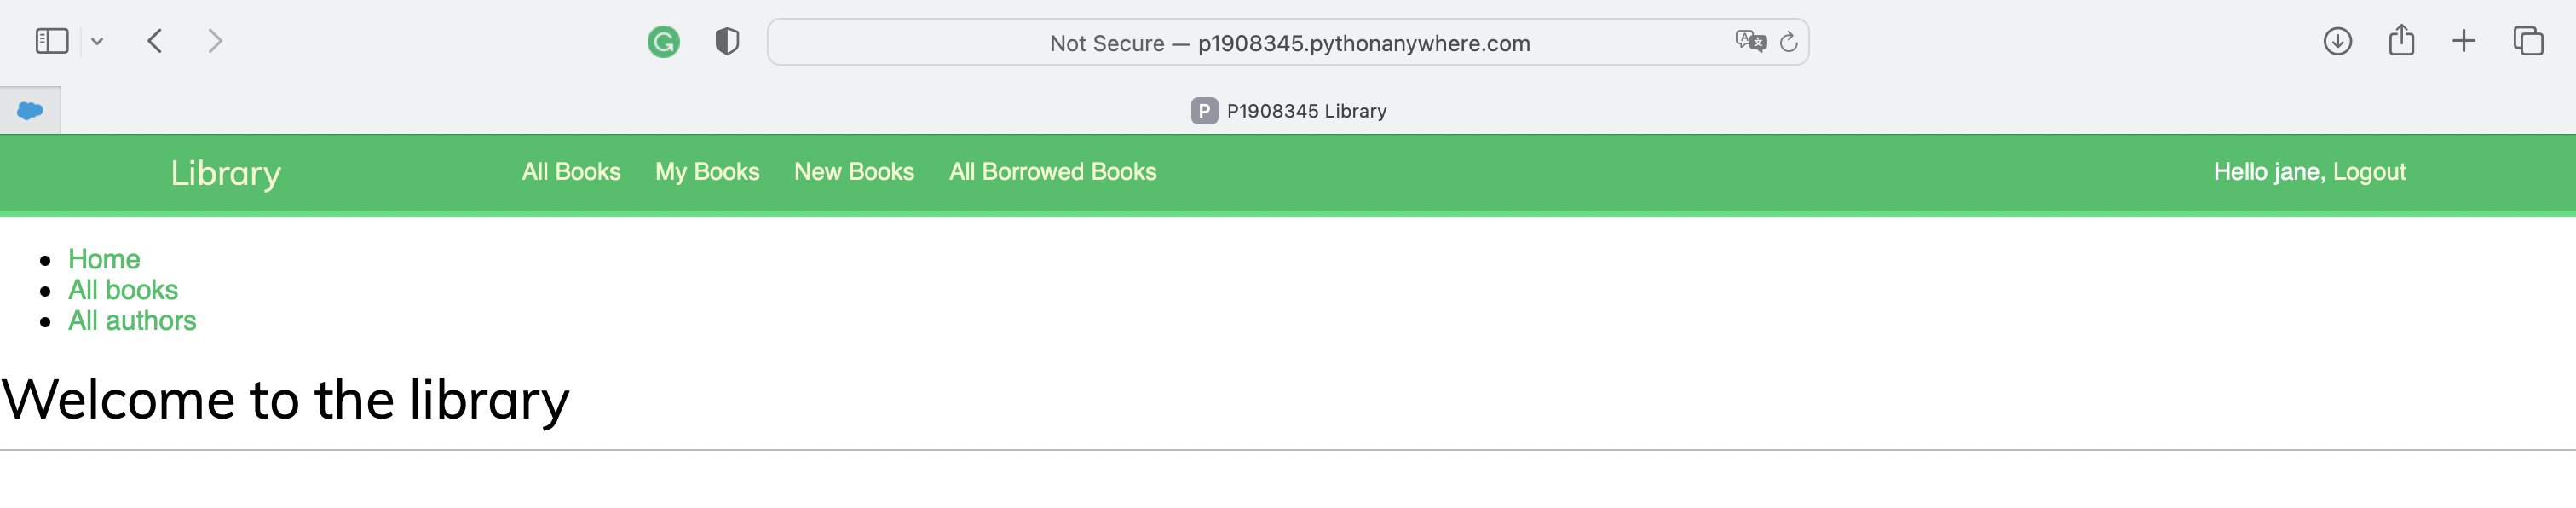 Not Secure — p1908345.pythonanywhere.com
P P1908345 Library
Library All Books My Books New Books All Borrowed Books Hello jane, Logout
Home
All books
All authors
Welcome to the library